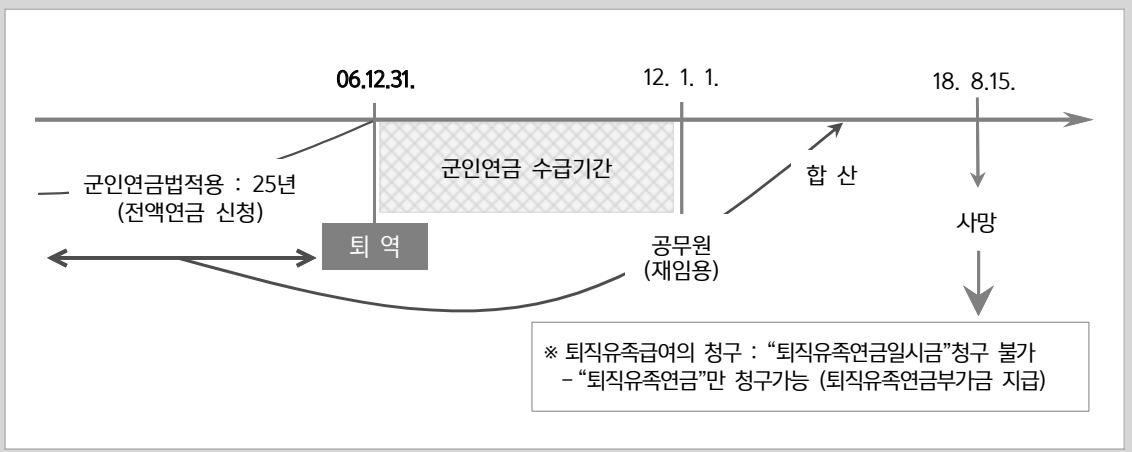 06.12.31.
12. 1. 1.
18. 8.15.
군인연금 수급기간
합 산
군인연금법적용 : 25년
(전액연금 신청)
사망
퇴 역
공무원
(재임용)
※ 퇴직유족급여의 청구 : “퇴직유족연금일시금”청구 불가
– “퇴직유족연금”만 청구가능 (퇴직유족연금부가금 지급)